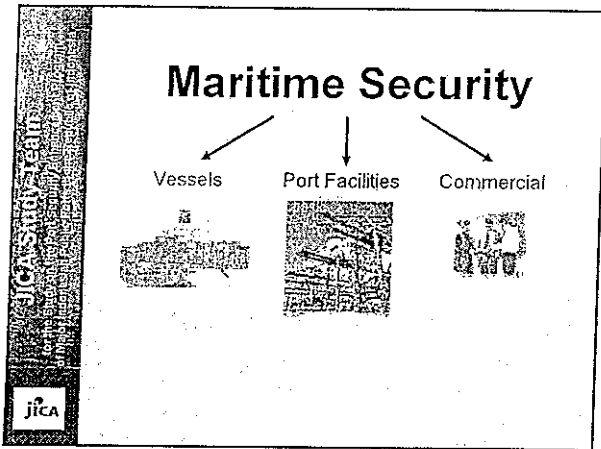 Maritime Security
Vessels
Port Facilities
Commercial
JICA Study Team
jICA